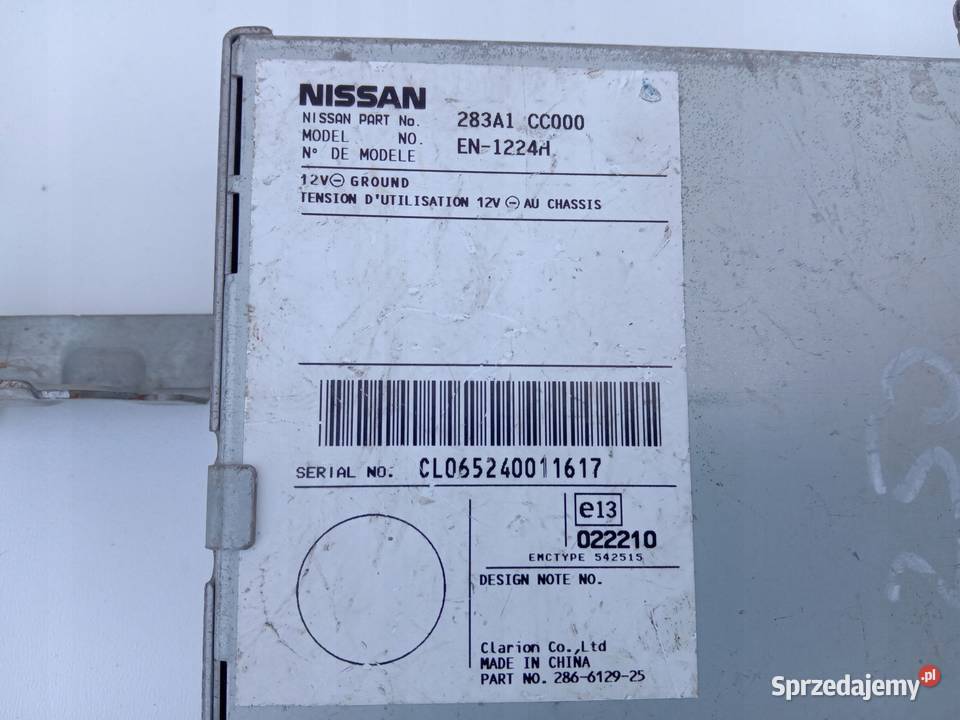 NISSAN
NISSAN PART No. 283A1 CC000
MODEL NO. EN-1224H
N° DE MODELE
12V⊖ GROUND
TENSION D'UTILISATION 12V ⊖ AU CHASSIS
SERIAL NO. CL065240011617
e13
022210
EMCTYPE 542515
DESIGN NOTE NO.
Clarion Co.,Ltd
MADE IN CHINA
PART NO. 286-6129-25
Sprzedajemy.pl